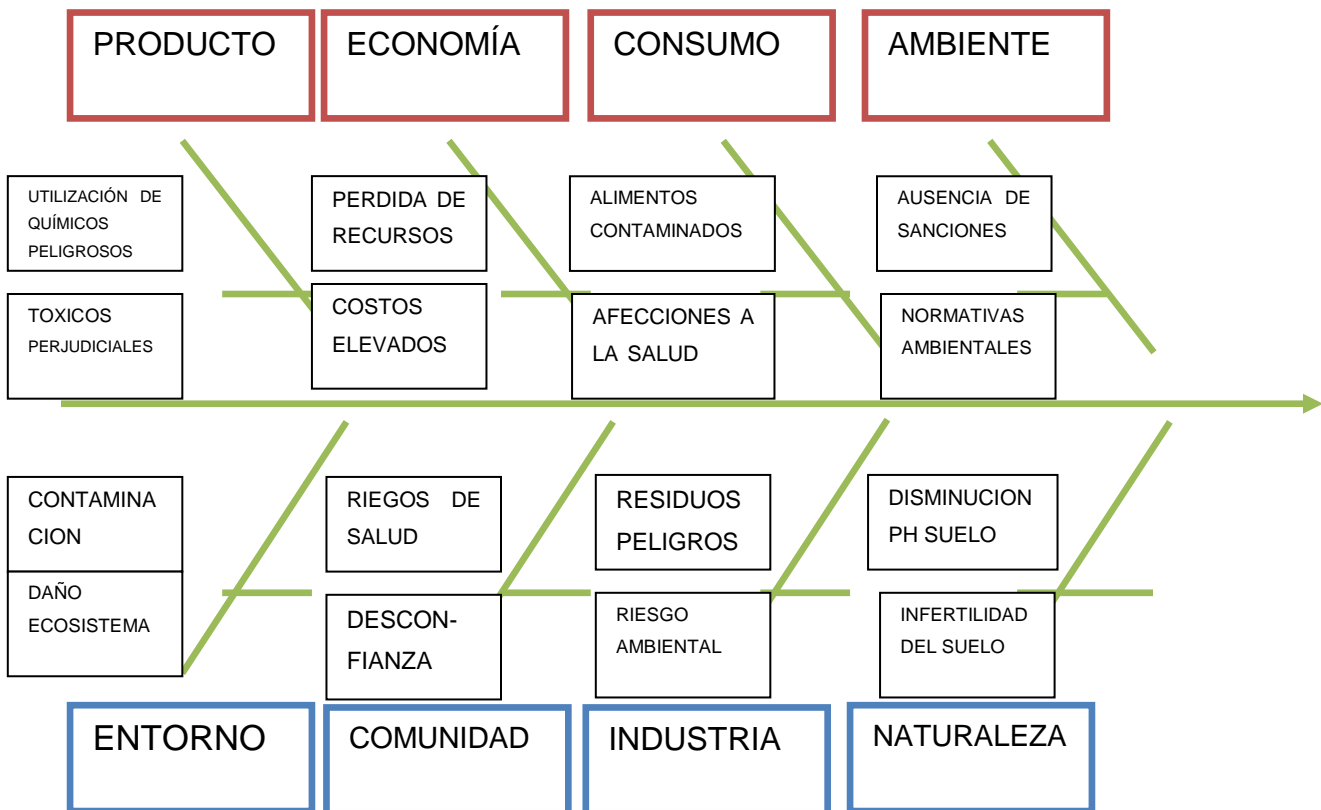 PRODUCTO
ECONOMÍA
CONSUMO
AMBIENTE
UTILIZACIÓN DE
QUÍMICOS
PELIGROSOS
PERDIDA DE
RECURSOS
ALIMENTOS
CONTAMINADOS
AUSENCIA DE
SANCIONES
TOXICOS
PERJUDICIALES
COSTOS
ELEVADOS
AFECCIONES A
LA SALUD
NORMATIVAS
AMBIENTALES
CONTAMINA
CION
RIEGOS DE
SALUD
RESIDUOS
PELIGROS
DISMINUCION
PH SUELO
DAÑO
ECOSISTEMA
DESCON-
FIANZA
RIESGO
AMBIENTAL
INFERTILIDAD
DEL SUELO
ENTORNO
COMUNIDAD
INDUSTRIA
NATURALEZA